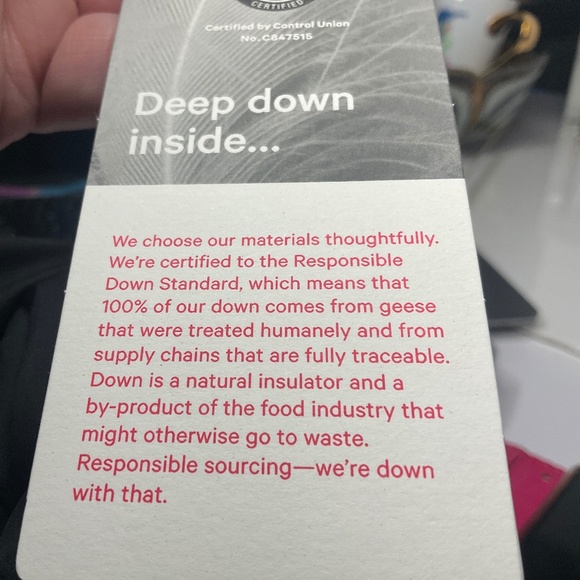 CERTIFIED
Certified by Control Union
No.C847515
Deep down
inside...
We choose our materials thoughtfully.
We're certified to the Responsible
Down Standard, which means that
100% of our down comes from geese
that were treated humanely and from
supply chains that are fully traceable.
Down is a natural insulator and a
by-product of the food industry that
might otherwise go to waste.
Responsible sourcing—we're down
with that.